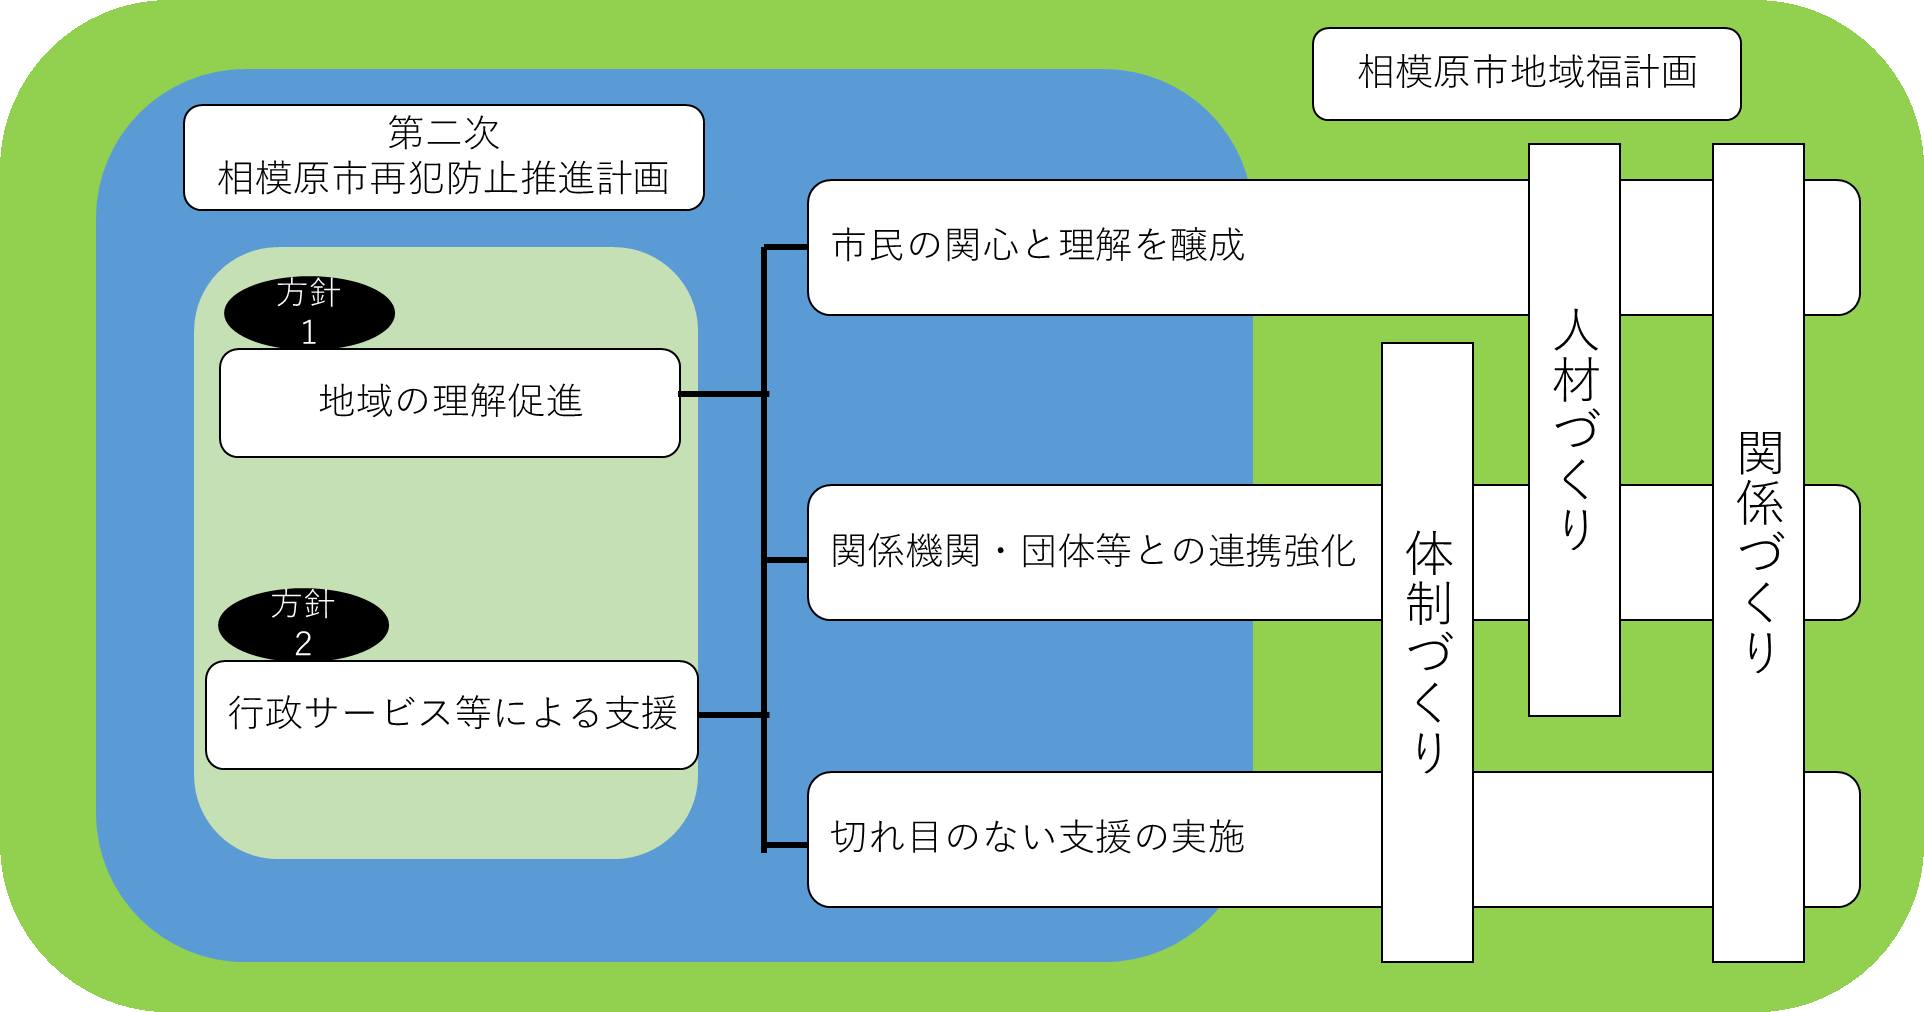 相模原市地域福計画
第二次
相模原市再犯防止推進計画
方針
1
地域の理解促進
方針
2
行政サービス等による支援
市民の関心と理解を醸成
関係機関・団体等との連携強化
切れ目のない支援の実施
体制づくり
人材づくり
関係づくり